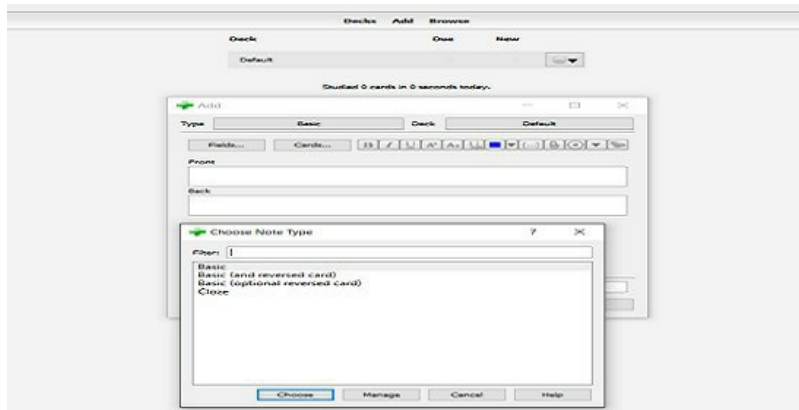 Decks Add Browse
Deck Due New
Default
Studied 0 cards in 0 seconds today.
Add
Type Basic Deck Default
Fields... Cards... B I U
Front
Back
Choose Note Type ? ×
Filter:
Basic
Basic (and reversed card)
Basic (optional reversed card)
Cloze
Choose Manage Cancel Help